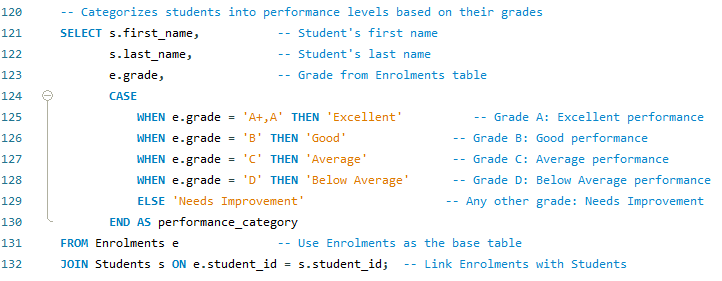 120 -- Categorizes students into performance levels based on their grades
121 SELECT s.first_name, -- Student's first name
122 s.last_name, -- Student's last name
123 e.grade, -- Grade from Enrolments table
124 CASE
125 WHEN e.grade = 'A+,A' THEN 'Excellent' -- Grade A: Excellent performance
126 WHEN e.grade = 'B' THEN 'Good' -- Grade B: Good performance
127 WHEN e.grade = 'C' THEN 'Average' -- Grade C: Average performance
128 WHEN e.grade = 'D' THEN 'Below Average' -- Grade D: Below Average performance
129 ELSE 'Needs Improvement' -- Any other grade: Needs Improvement
130 END AS performance_category
131 FROM Enrolments e -- Use Enrolments as the base table
132 JOIN Students s ON e.student_id = s.student_id; -- Link Enrolments with Students